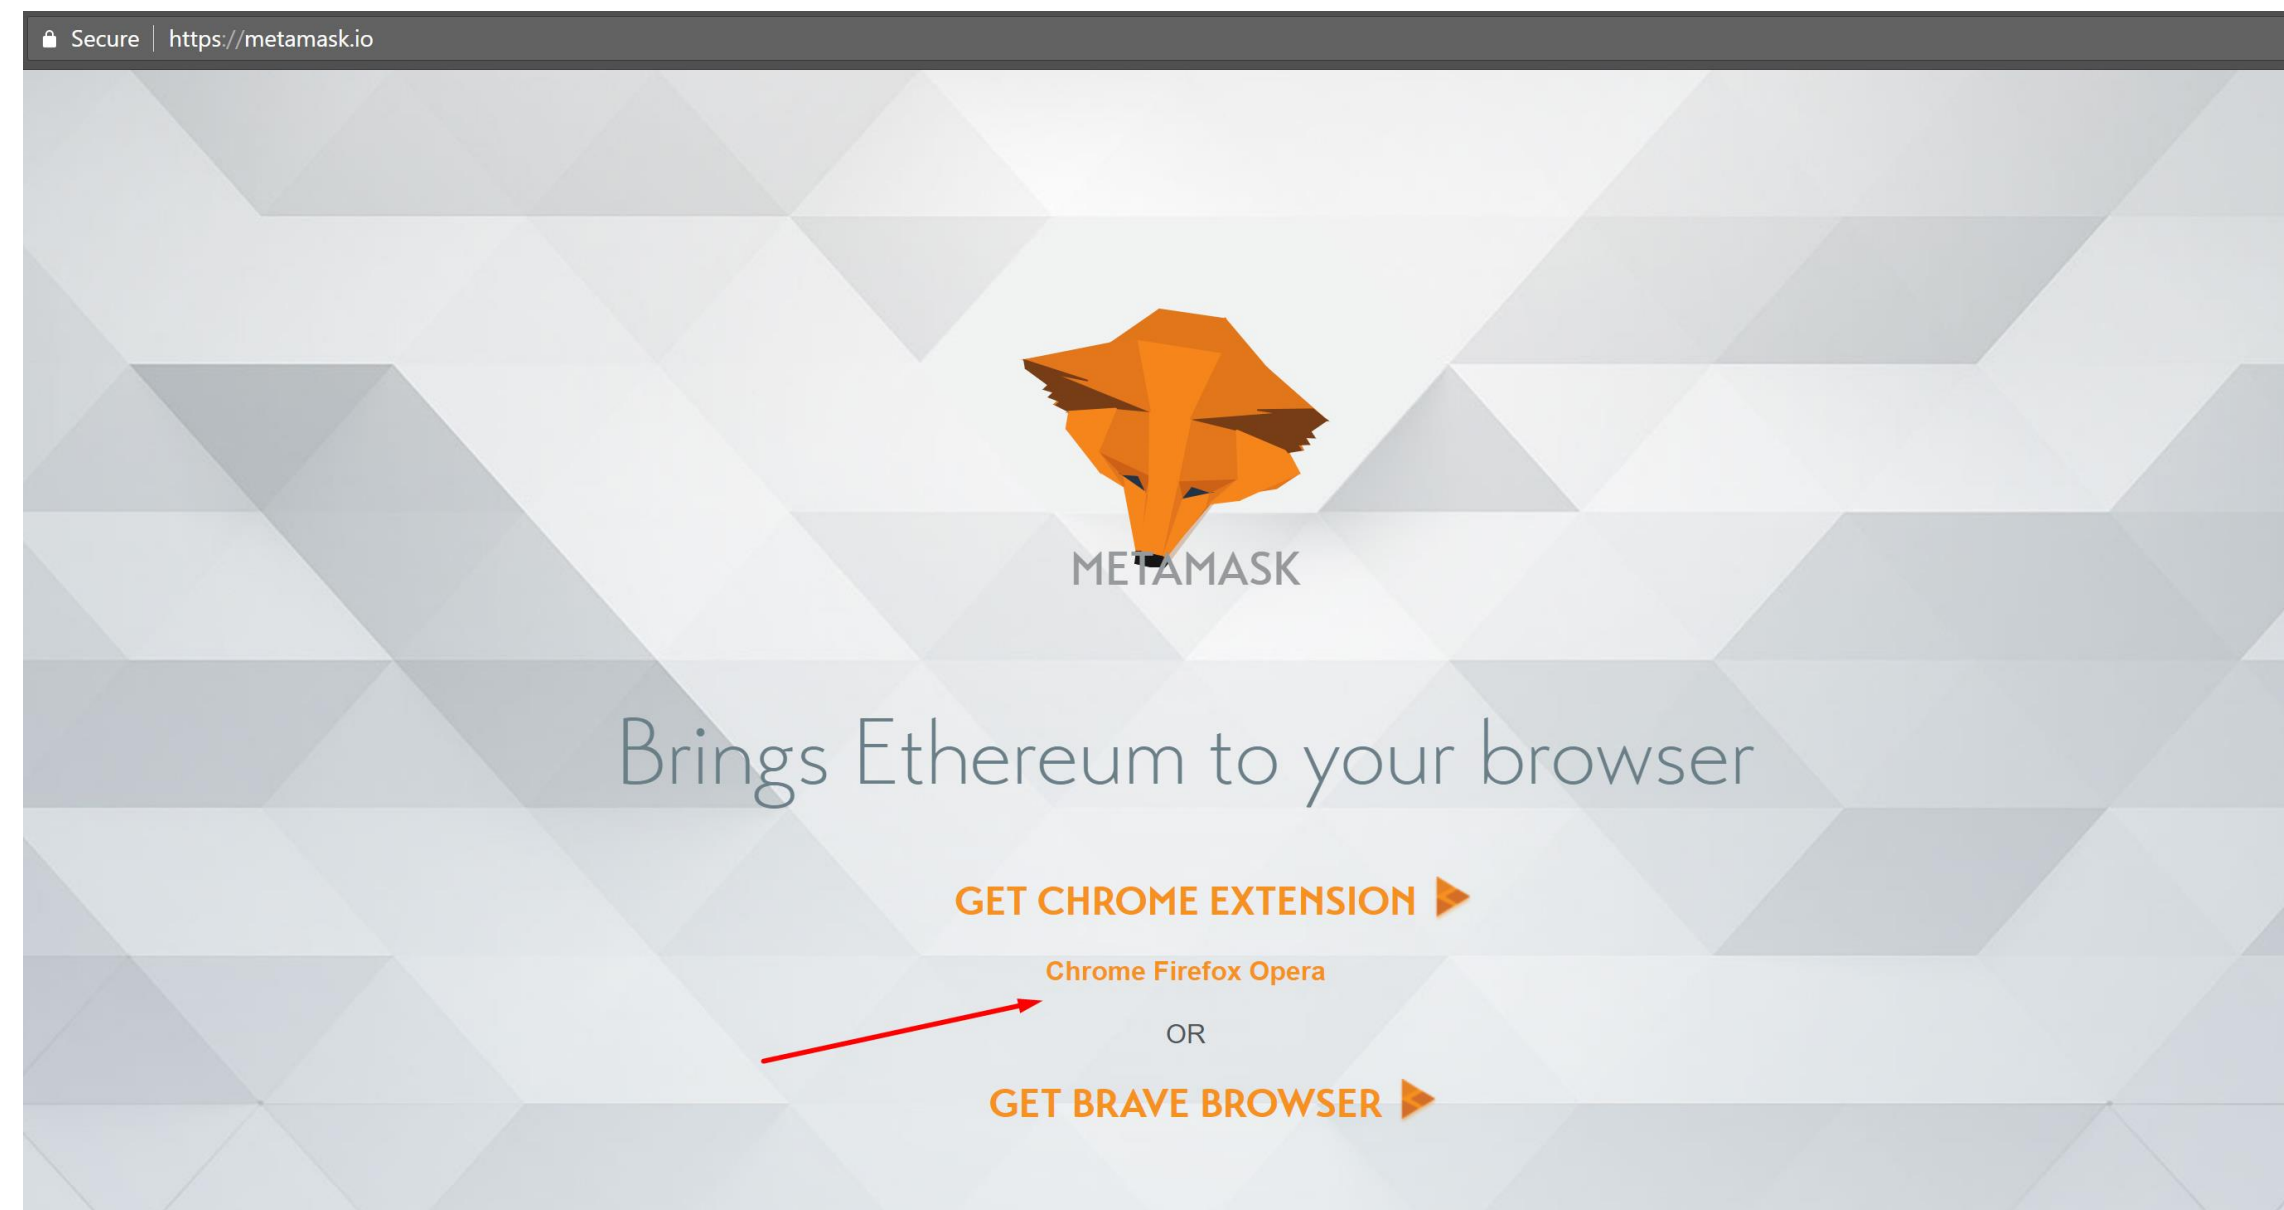 Secure | https://metamask.io
METAMASK
Brings Ethereum to your browser
GET CHROME EXTENSION
Chrome Firefox Opera
OR
GET BRAVE BROWSER